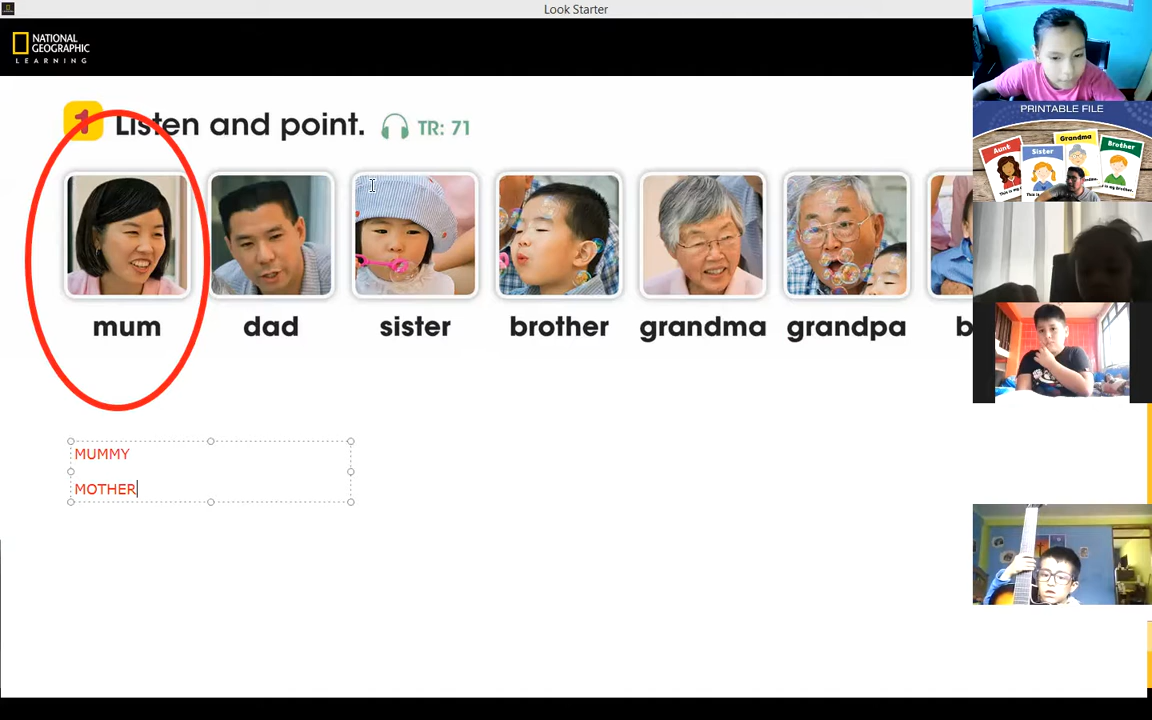 Look Starter
NATIONAL
GEOGRAPHIC
LEARNING
1 Listen and point. TR: 71
mum dad sister brother grandma grandpa b
MUMMY
MOTHER
PRINTABLE FILE
Aunt
Sister
Grandma
Brother